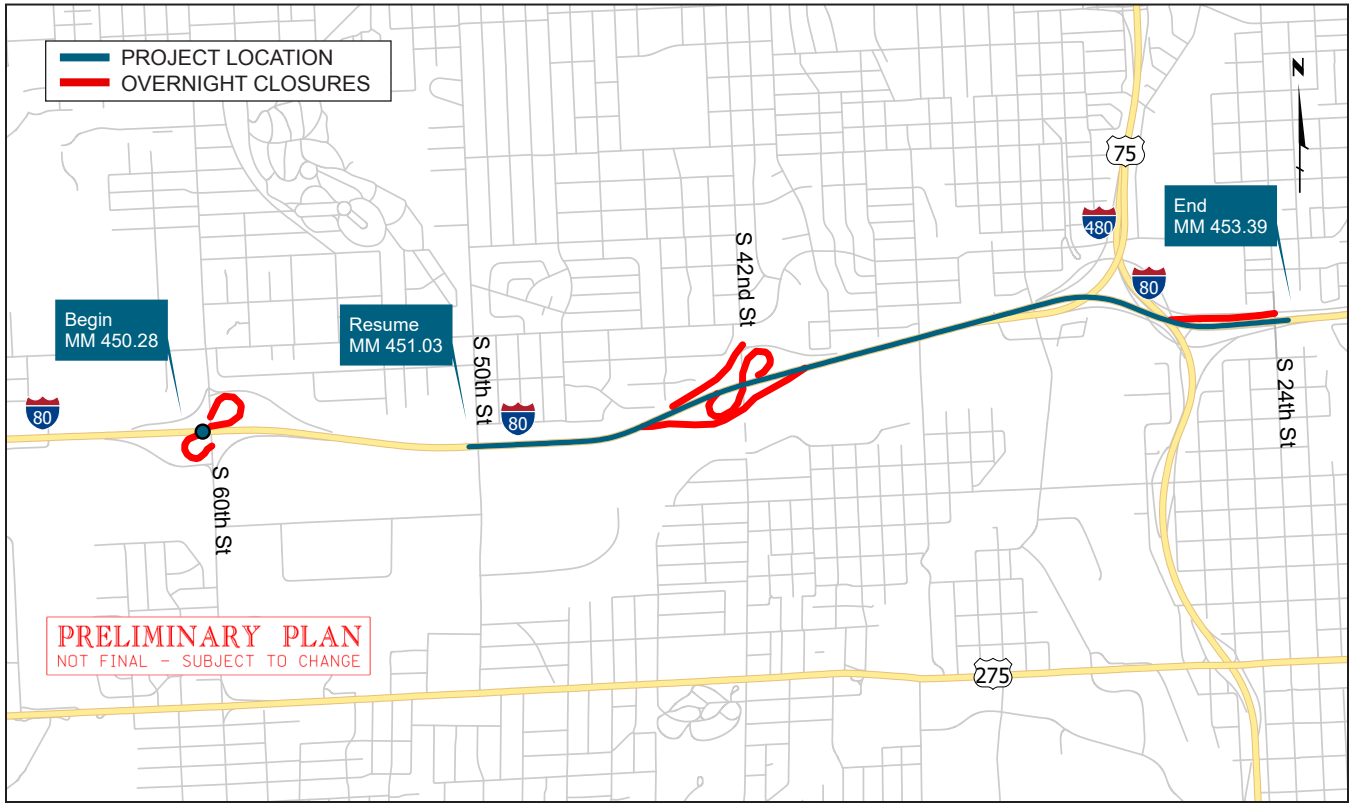 PROJECT LOCATION
OVERNIGHT CLOSURES
N
75
480
End
MM 453.39
80
S 42nd St
Begin
MM 450.28
Resume
MM 451.03
S 50th St
80
80
S 24th St
S 60th St
PRELIMINARY PLAN
NOT FINAL - SUBJECT TO CHANGE
275